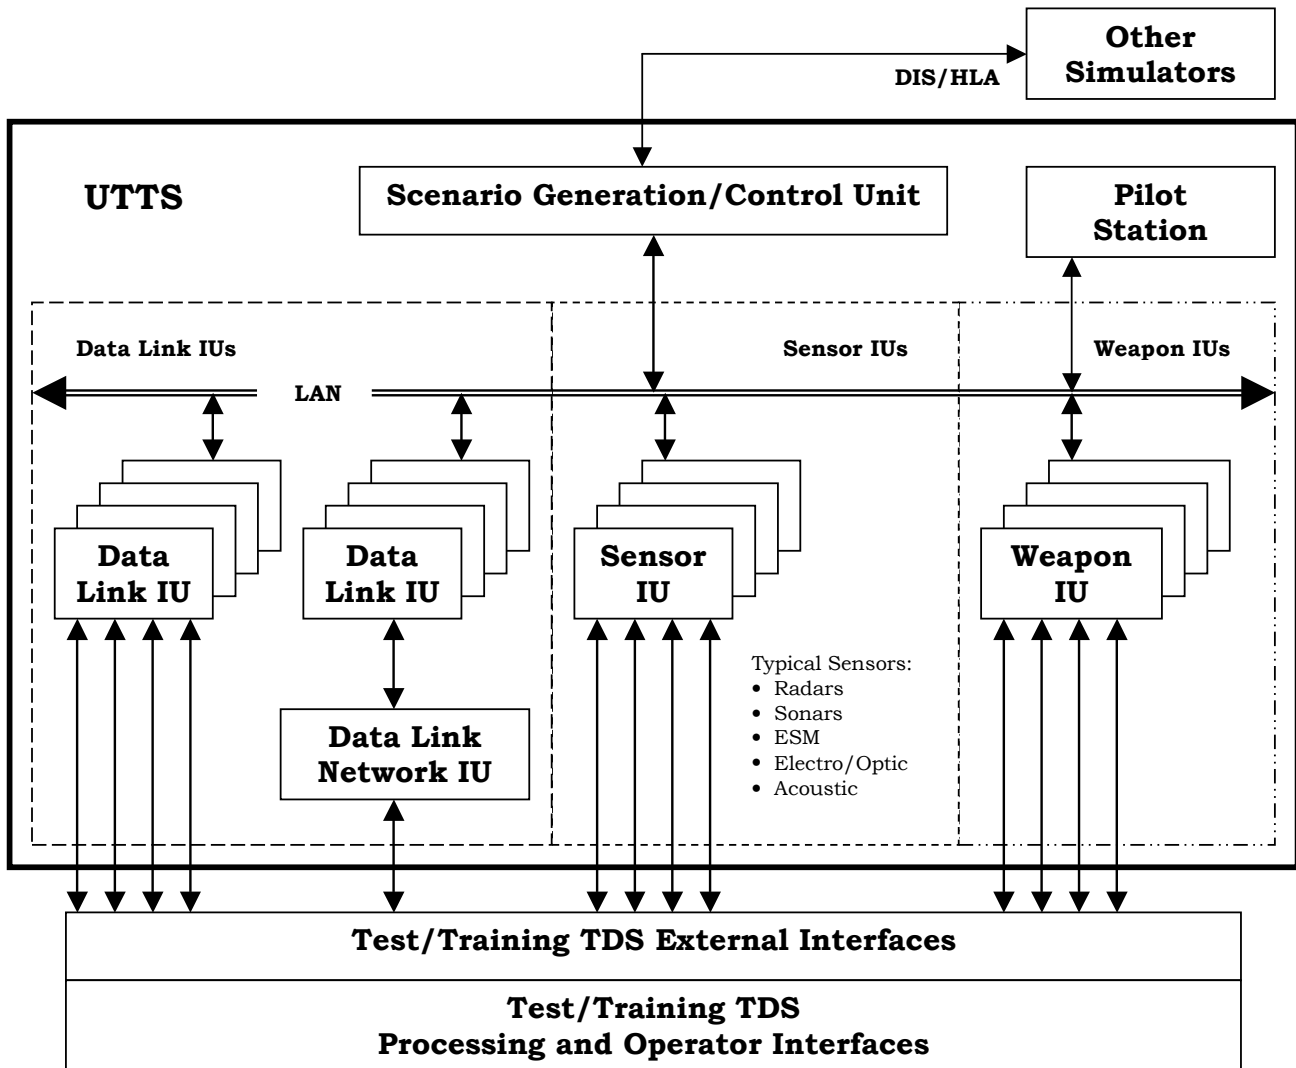 Other
Simulators
DIS/HLA
UTTS
Scenario Generation/Control Unit
Pilot
Station
Data Link IUs
Sensor IUs
Weapon IUs
LAN
Data
Link IU
Data
Link IU
Sensor
IU
Weapon
IU
Typical Sensors:
• Radars
• Sonars
• ESM
• Electro/Optic
• Acoustic
Data Link
Network IU
Test/Training TDS External Interfaces
Test/Training TDS
Processing and Operator Interfaces